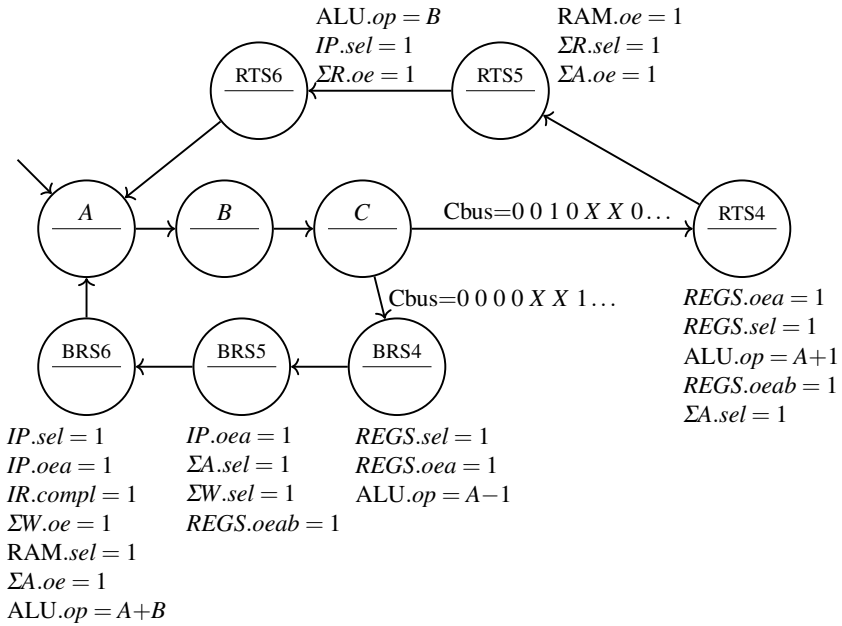 ALU.op = B
IP.sel = 1
ΣR.oe = 1
RAM.oe = 1
ΣR.sel = 1
ΣA.oe = 1
RTS6
RTS5
A
B
C
Cbus=0 0 1 0 X X 0...
RTS4
Cbus=0 0 0 0 X X 1...
REGS.oea = 1
REGS.sel = 1
ALU.op = A+1
REGS.oeab = 1
ΣA.sel = 1
BRS6
BRS5
BRS4
IP.sel = 1
IP.oea = 1
IR.compl = 1
ΣW.oe = 1
RAM.sel = 1
ΣA.oe = 1
ALU.op = A+B
IP.oea = 1
ΣA.sel = 1
ΣW.sel = 1
REGS.oeab = 1
REGS.sel = 1
REGS.oea = 1
ALU.op = A−1